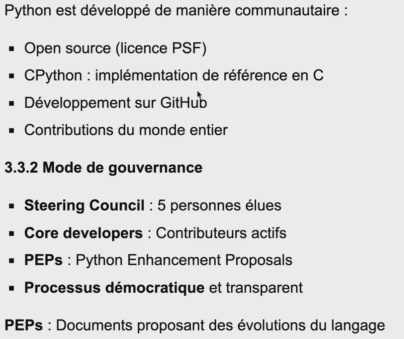 Python est développé de manière communautaire :
▪ Open source (licence PSF)
▪ CPython : implémentation de référence en C
▪ Développement sur GitHub
▪ Contributions du monde entier
3.3.2 Mode de gouvernance
▪ Steering Council : 5 personnes élues
▪ Core developers : Contributeurs actifs
▪ PEPs : Python Enhancement Proposals
▪ Processus démocratique et transparent
PEPs : Documents proposant des évolutions du langage